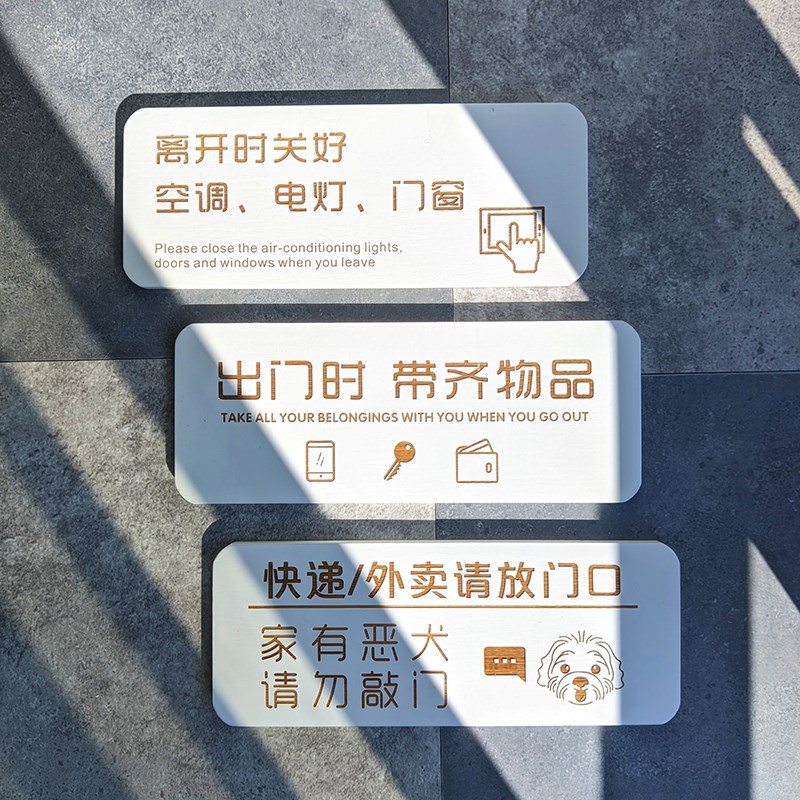 离开时关好
空调、电灯、门窗
Please close the air-conditioning lights,
doors and windows when you leave
出门时 带齐物品
TAKE ALL YOUR BELONGINGS WITH YOU WHEN YOU GO OUT
快递/外卖请放门口
家有恶犬
请勿敲门